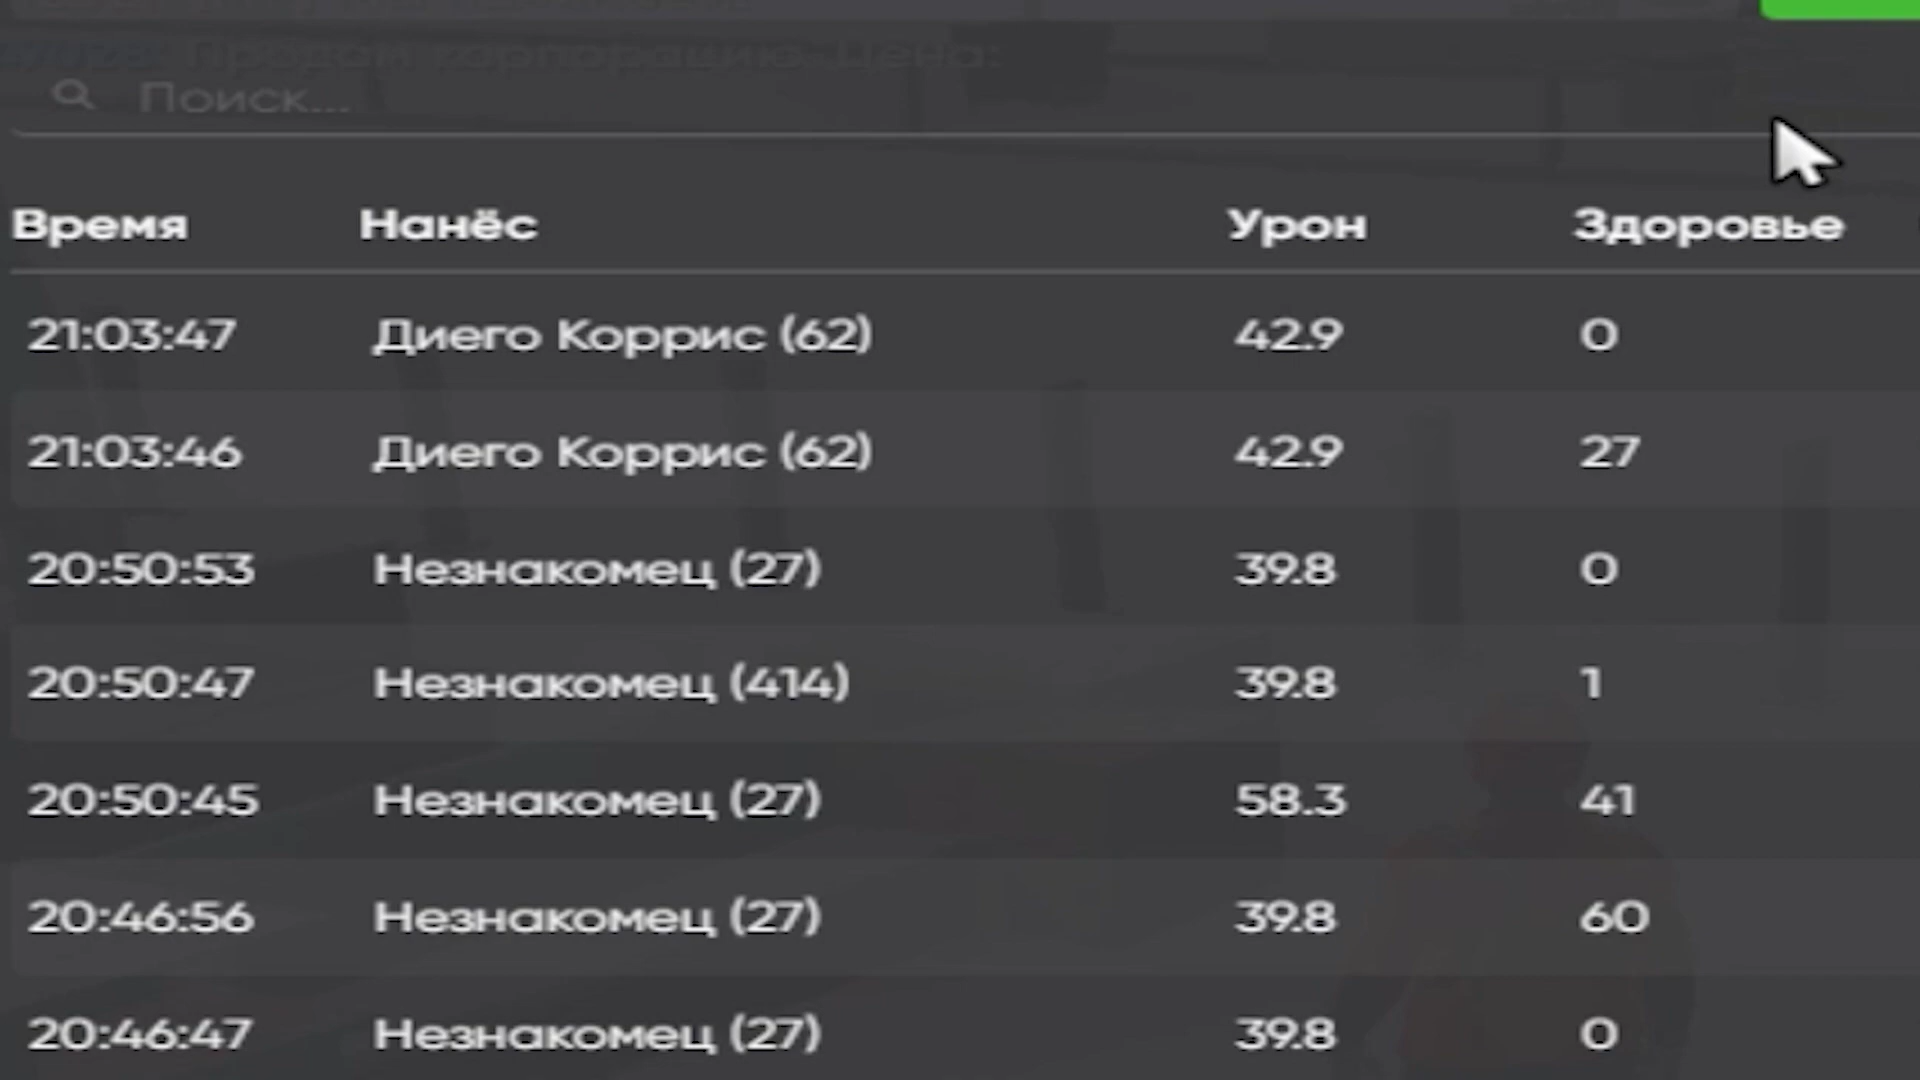 Продам корпорацию. Цена:
Поиск...
Время Нанёс Урон Здоровье
21:03:47 Диего Коррис (62) 42.9 0
21:03:46 Диего Коррис (62) 42.9 27
20:50:53 Незнакомец (27) 39.8 0
20:50:47 Незнакомец (414) 39.8 1
20:50:45 Незнакомец (27) 58.3 41
20:46:56 Незнакомец (27) 39.8 60
20:46:47 Незнакомец (27) 39.8 0